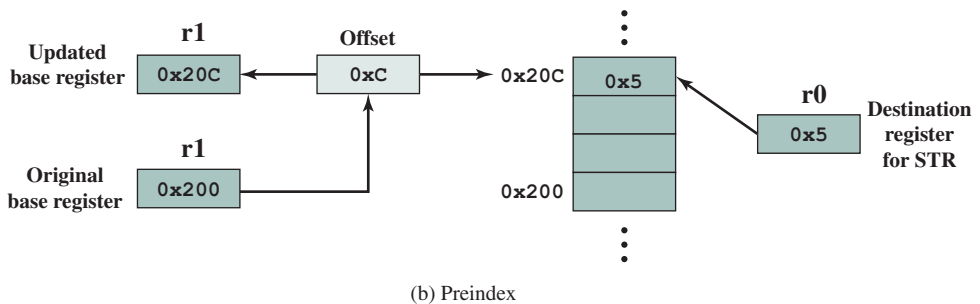 r1
Offset
Updated
base register
0x20C
0xC
0x20C
0x5
r0
0x5
Destination
register
for STR
r1
Original
base register
0x200
0x200
(b) Preindex